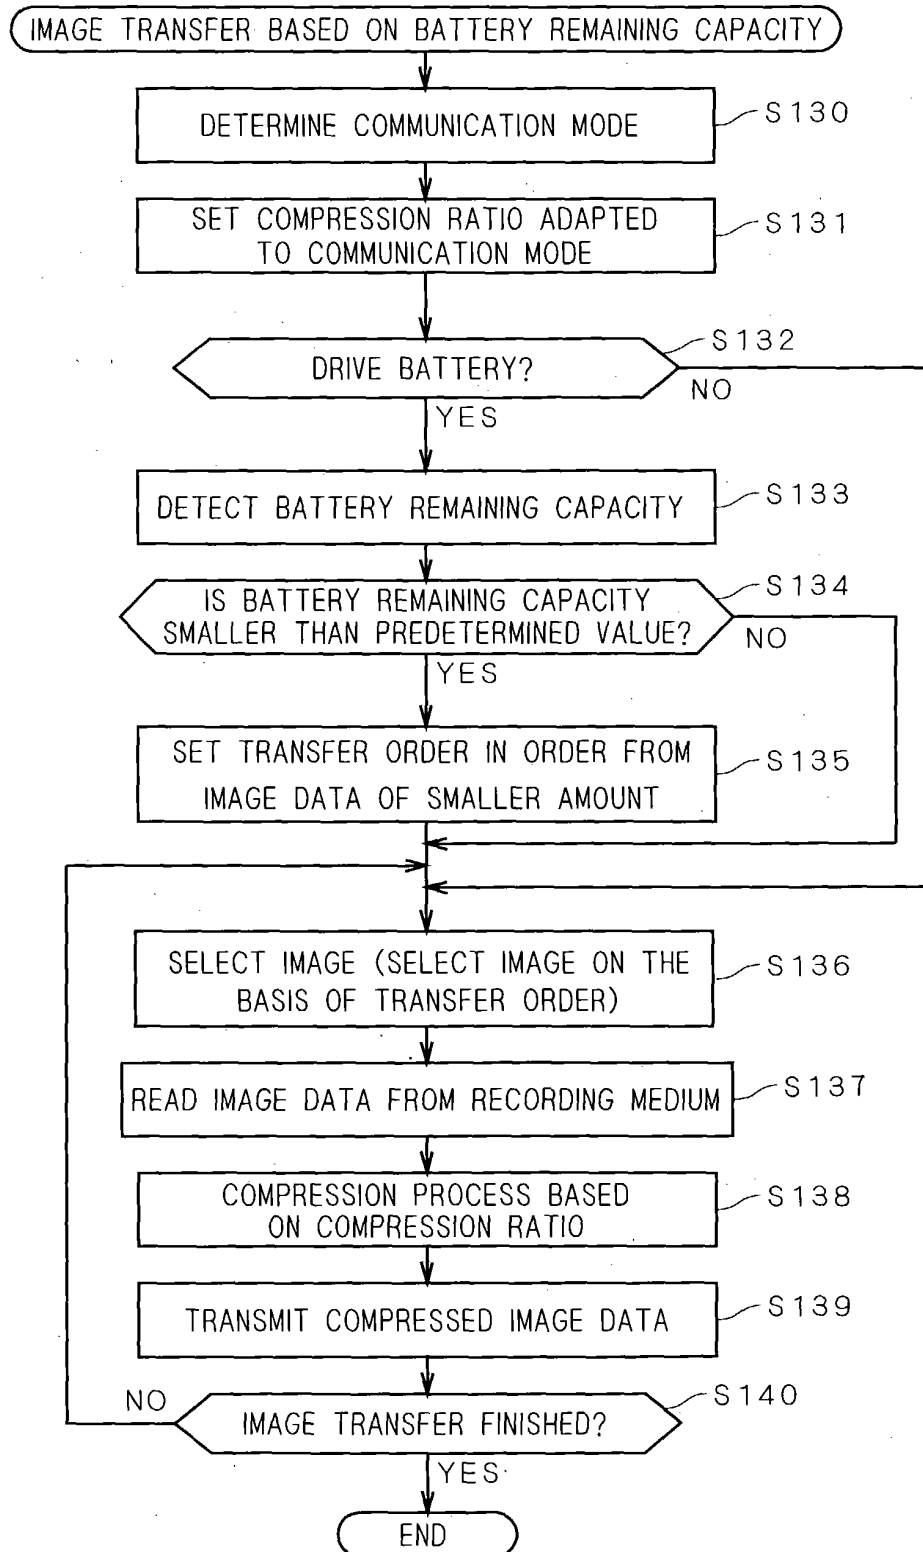 IMAGE TRANSFER BASED ON BATTERY REMAINING CAPACITY
DETERMINE COMMUNICATION MODE
S130
SET COMPRESSION RATIO ADAPTED
TO COMMUNICATION MODE
S131
DRIVE BATTERY?
S132
NO
YES
DETECT BATTERY REMAINING CAPACITY
S133
IS BATTERY REMAINING CAPACITY
SMALLER THAN PREDETERMINED VALUE?
S134
NO
YES
SET TRANSFER ORDER IN ORDER FROM
IMAGE DATA OF SMALLER AMOUNT
S135
SELECT IMAGE (SELECT IMAGE ON THE
BASIS OF TRANSFER ORDER)
S136
READ IMAGE DATA FROM RECORDING MEDIUM
S137
COMPRESSION PROCESS BASED
ON COMPRESSION RATIO
S138
TRANSMIT COMPRESSED IMAGE DATA
S139
NO
IMAGE TRANSFER FINISHED?
S140
YES
END